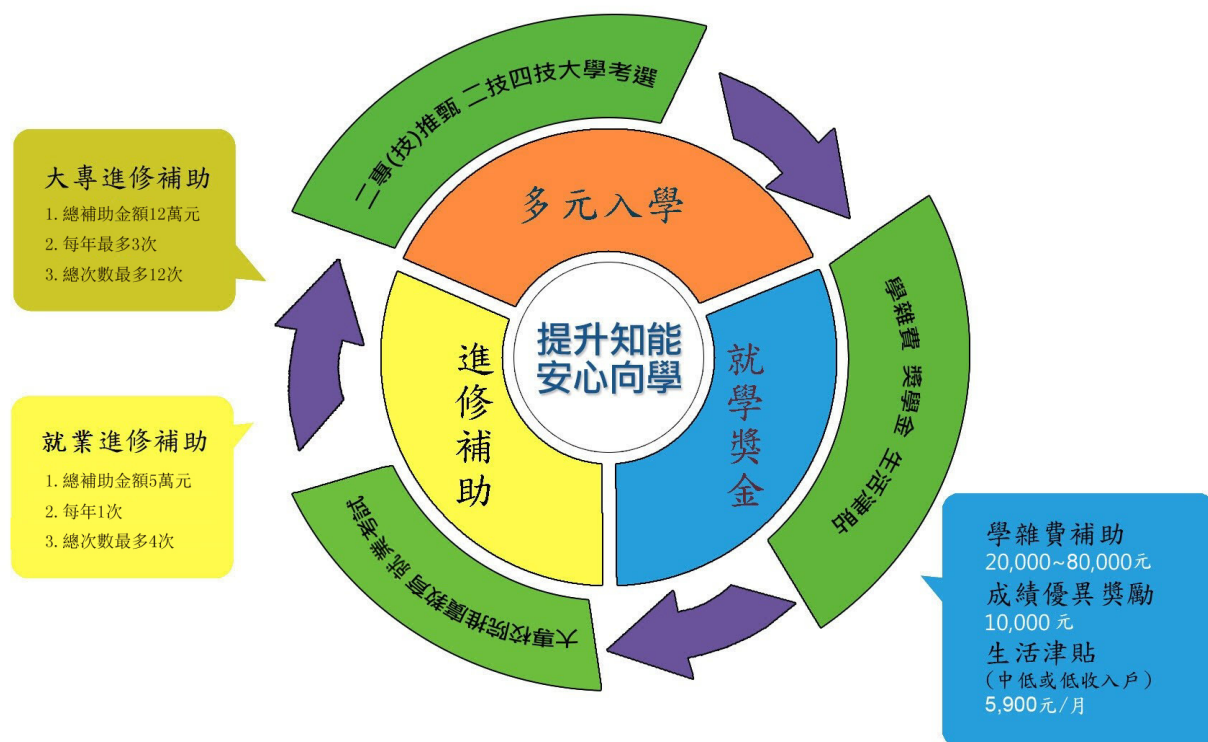 二專(技)推甄 二技四技大學考選
多元入學
大專進修補助
1. 總補助金額12萬元
2. 每年最多3次
3. 總次數最多12次
提升知能
安心向學
進修補助
就學獎金
學雜費 獎學金 生活津貼
就業進修補助
1. 總補助金額5萬元
2. 每年1次
3. 總次數最多4次
大專校院推廣教育 就業考試
學雜費補助
20,000~80,000元
成績優異 獎勵
10,000 元
生活津貼
(中低或低收入戶)
5,900元/月